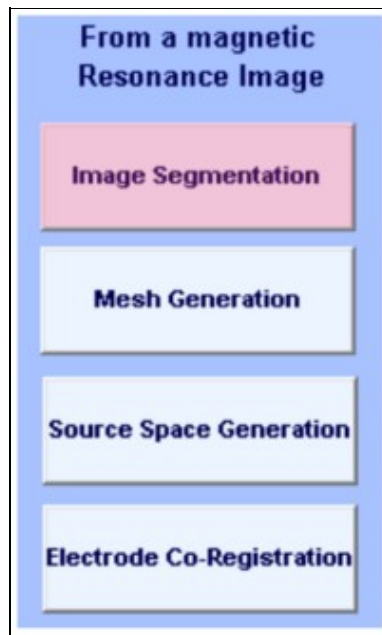 From a magnetic
Resonance Image
Image Segmentation
Mesh Generation
Source Space Generation
Electrode Co-Registration